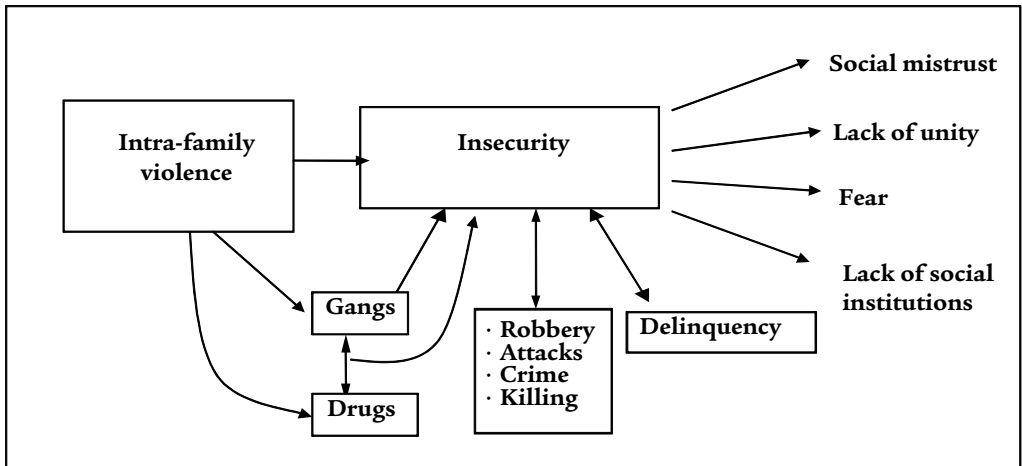 Intra-family
violence
Insecurity
Social mistrust
Lack of unity
Fear
Lack of social
institutions
Gangs
Drugs
· Robbery
· Attacks
· Crime
· Killing
Delinquency